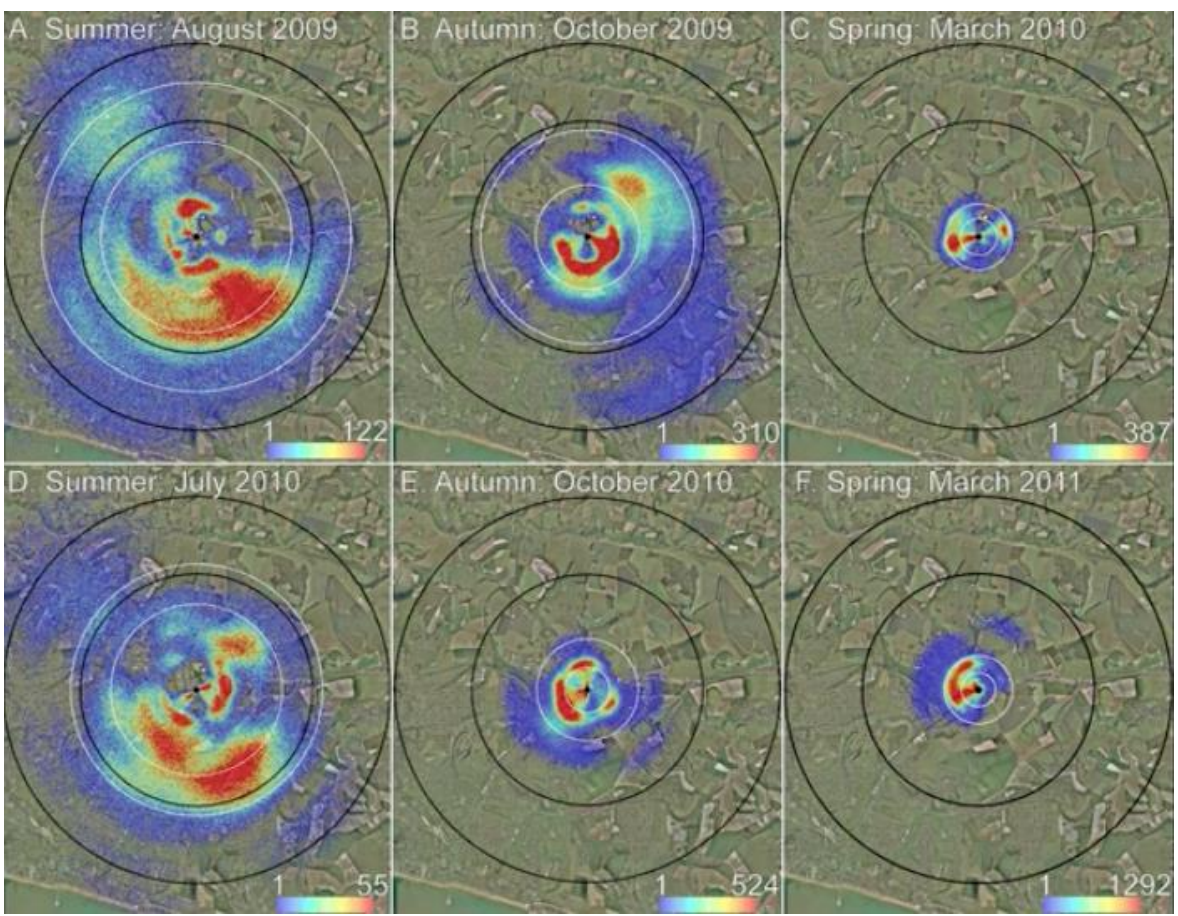 A. Summer: August 2009
B Autumn: October 2009
C. Spring: March 2010
1 122
1 310
1 387
D. Summer: July 2010
E. Autumn: October 2010
F. Spring: March 2011
1 55
1 524
1 1292